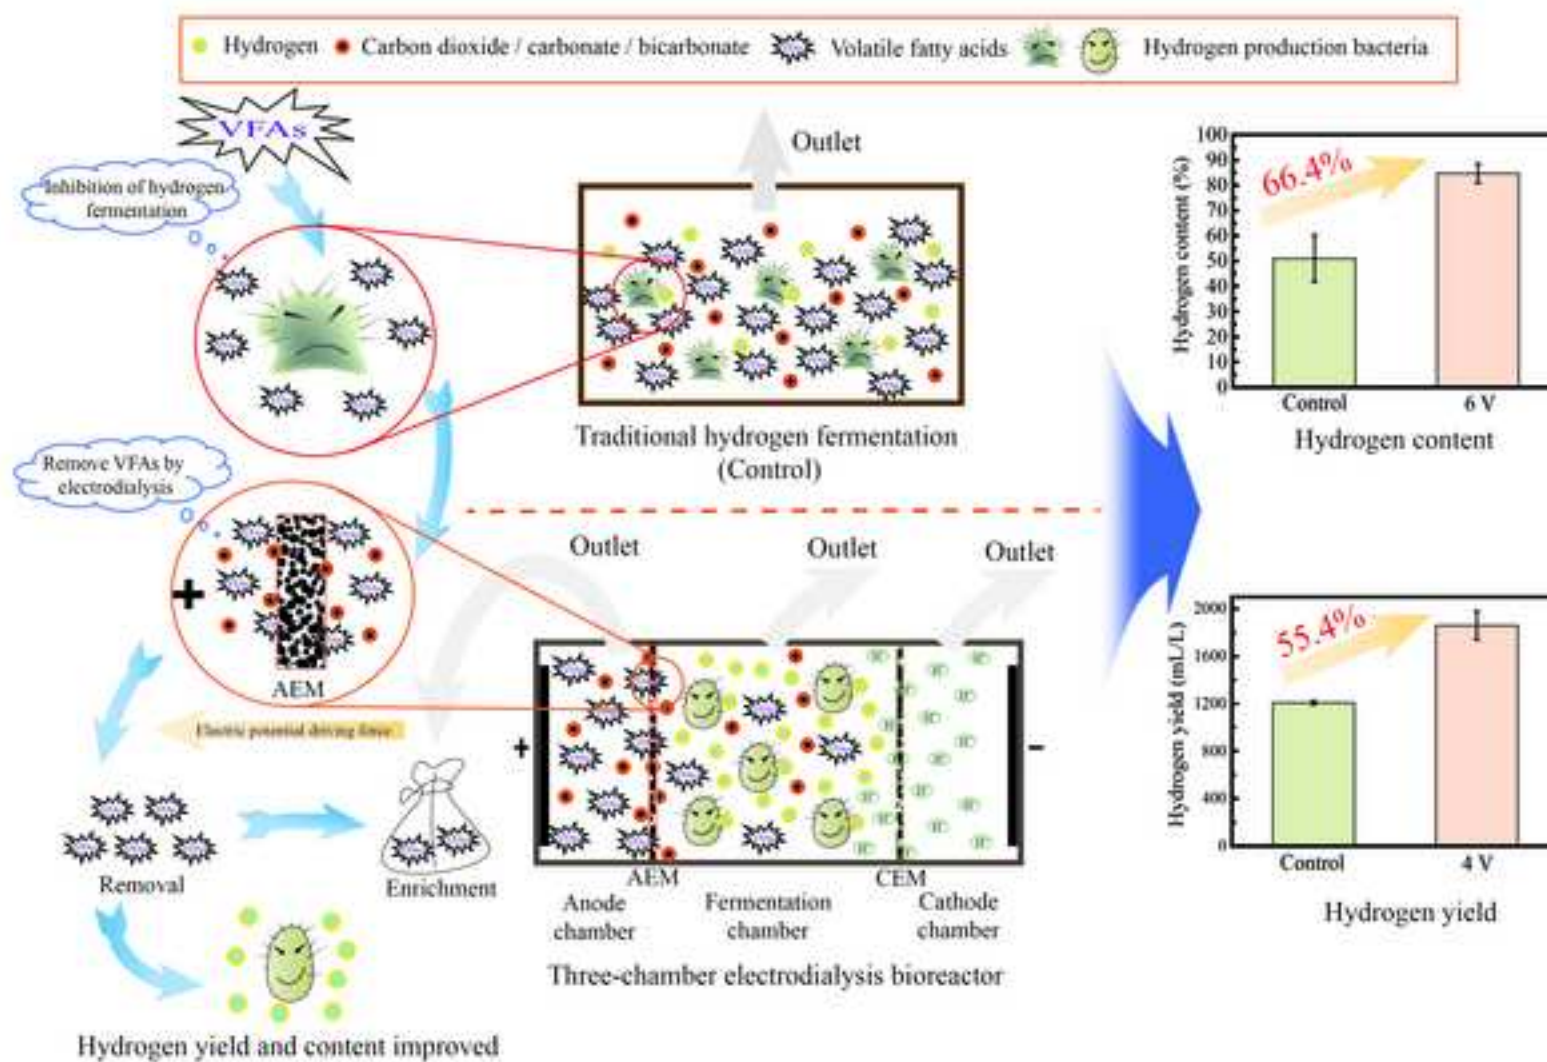 Hydrogen
Carbon dioxide / carbonate / bicarbonate
Volatile fatty acids
Hydrogen production bacteria
VFAs
Inhibition of hydrogen
fermentation
Outlet
Traditional hydrogen fermentation
(Control)
Remove VFAs by
electrodialysis
+
AEM
Electric potential driving force
Removal
Enrichment
Hydrogen yield and content improved
Outlet
Outlet
Outlet
+
−
AEM
CEM
Anode
chamber
Fermentation
chamber
Cathode
chamber
Three-chamber electrodialysis bioreactor
Hydrogen content (%)
100
90
80
70
60
50
40
30
20
10
0
66.4%
Control
6 V
Hydrogen content
Hydrogen yield (mL/L)
2000
1600
1200
800
400
0
55.4%
Control
4 V
Hydrogen yield